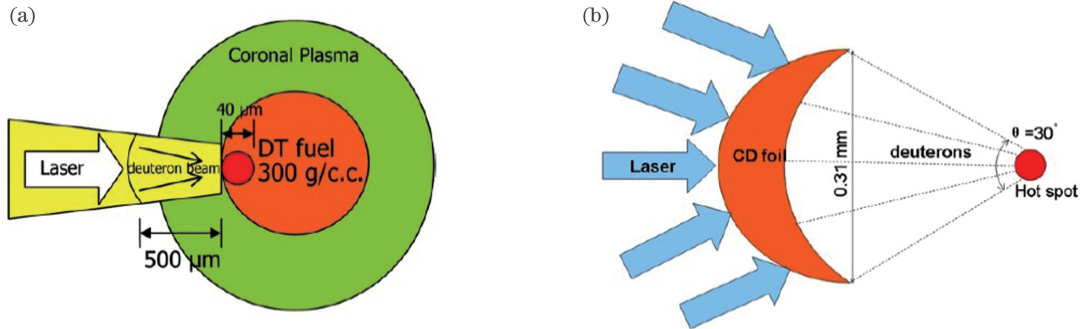 (a)
Coronal Plasma
40 μm
DT fuel
300 g/c.c.
Laser
deuteron beam
500 μm
(b)
Laser
CD foil
0.31 mm
deuterons
θ =30°
Hot spot